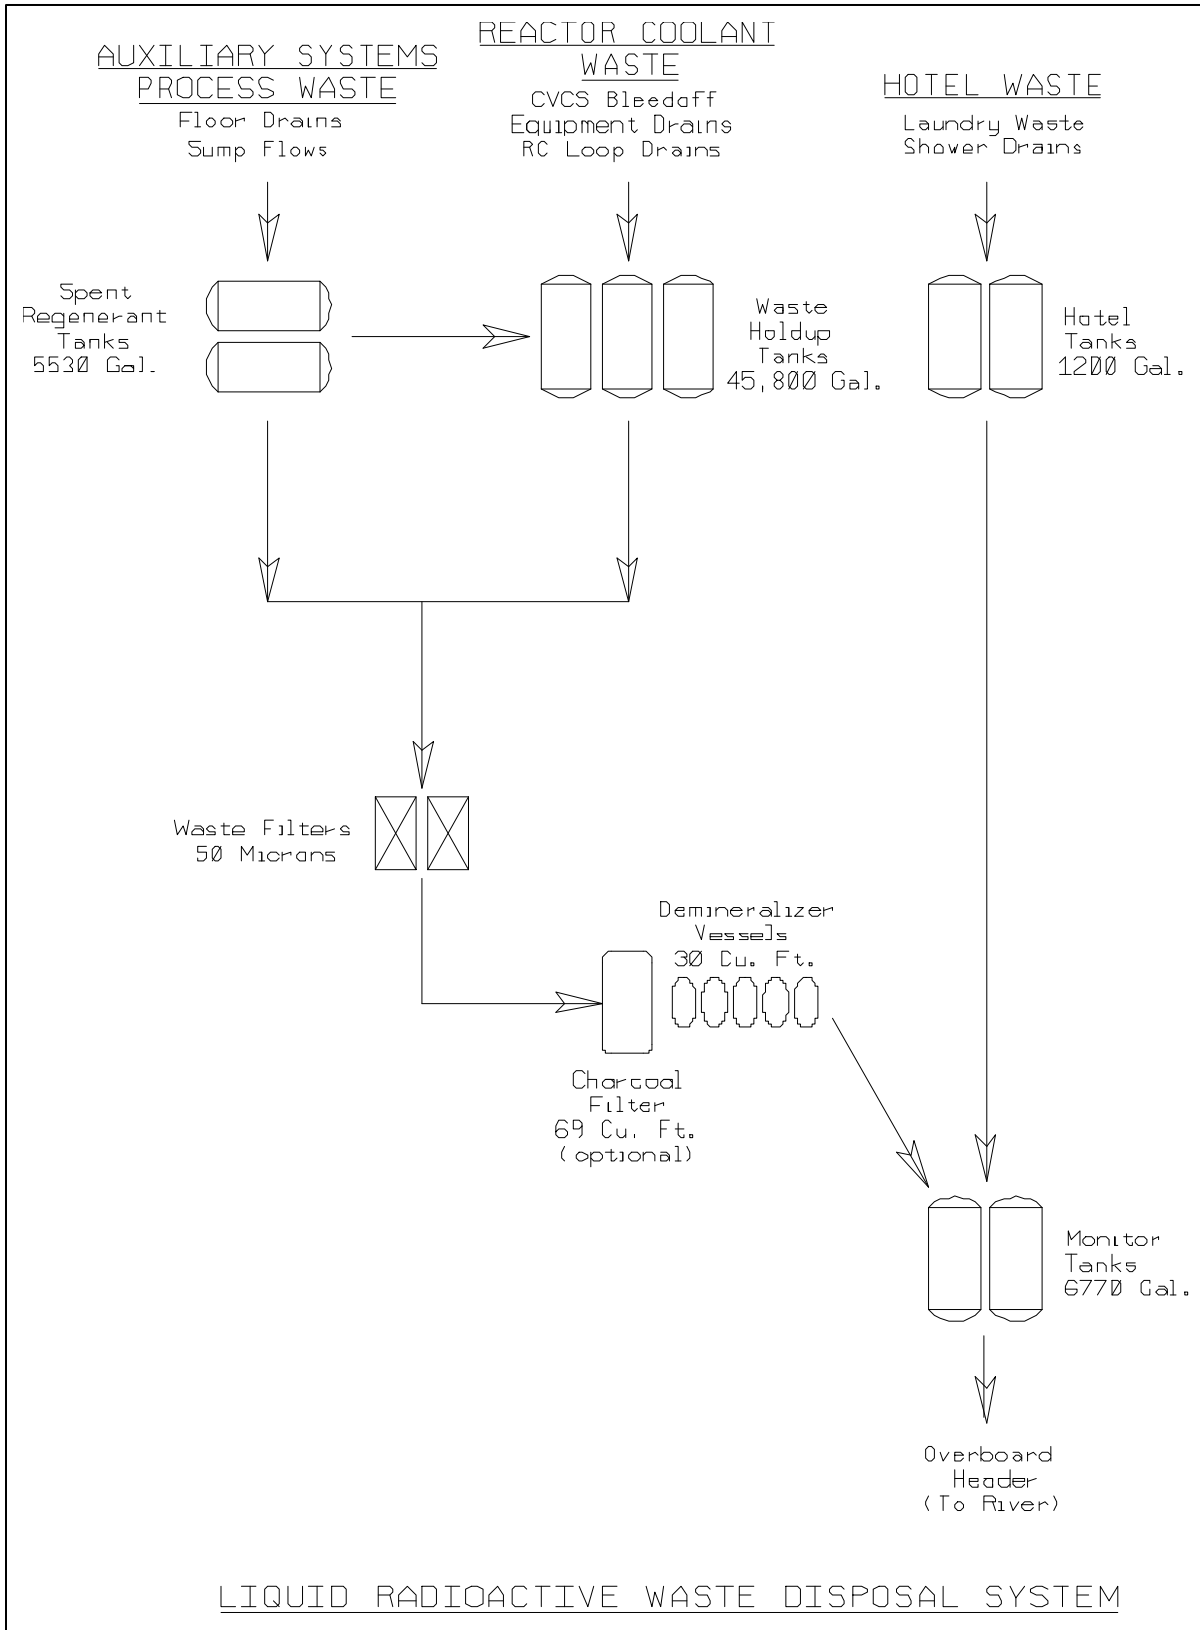 AUXILIARY SYSTEMS
PROCESS WASTE
Floor Drains
Sump Flows
REACTOR COOLANT
WASTE
CVCS Bleedoff
Equipment Drains
RC Loop Drains
HOTEL WASTE
Laundry Waste
Shower Drains
Spent
Regenerant
Tanks
5530 Gal.
Waste
Holdup
Tanks
45,800 Gal.
Hotel
Tanks
1200 Gal.
Waste Filters
50 Microns
Demineralizer
Vessels
30 Cu. Ft.
Charcoal
Filter
69 Cu. Ft.
(optional)
Monitor
Tanks
6770 Gal.
Overboard
Header
(To River)
LIQUID RADIOACTIVE WASTE DISPOSAL SYSTEM